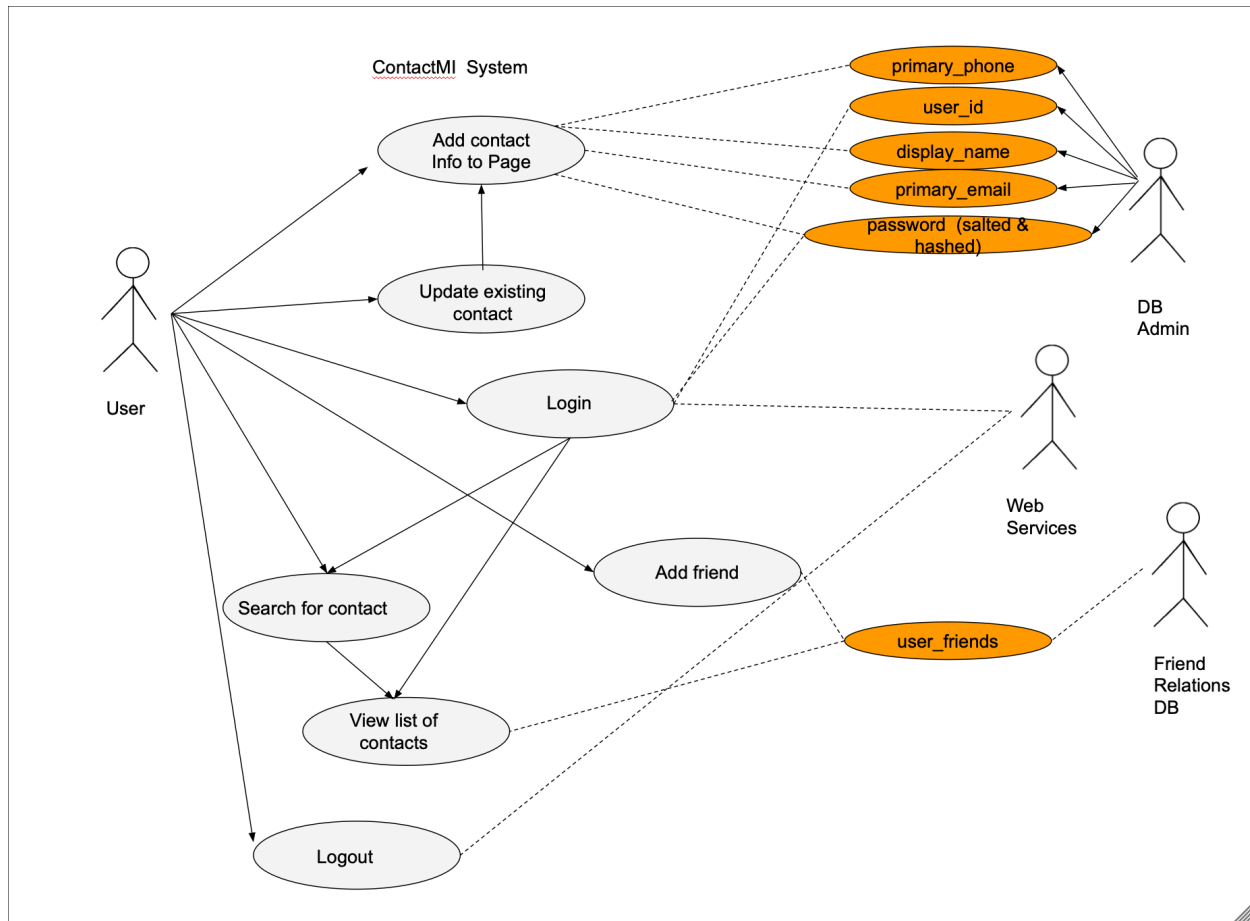 ContactMI System
primary_phone
user_id
Add contact
Info to Page
display_name
primary_email
password (salted &
hashed)
Update existing
contact
DB
Admin
User
Login
Web
Services
Add friend
Search for contact
user_friends
Friend
Relations
DB
View list of
contacts
Logout